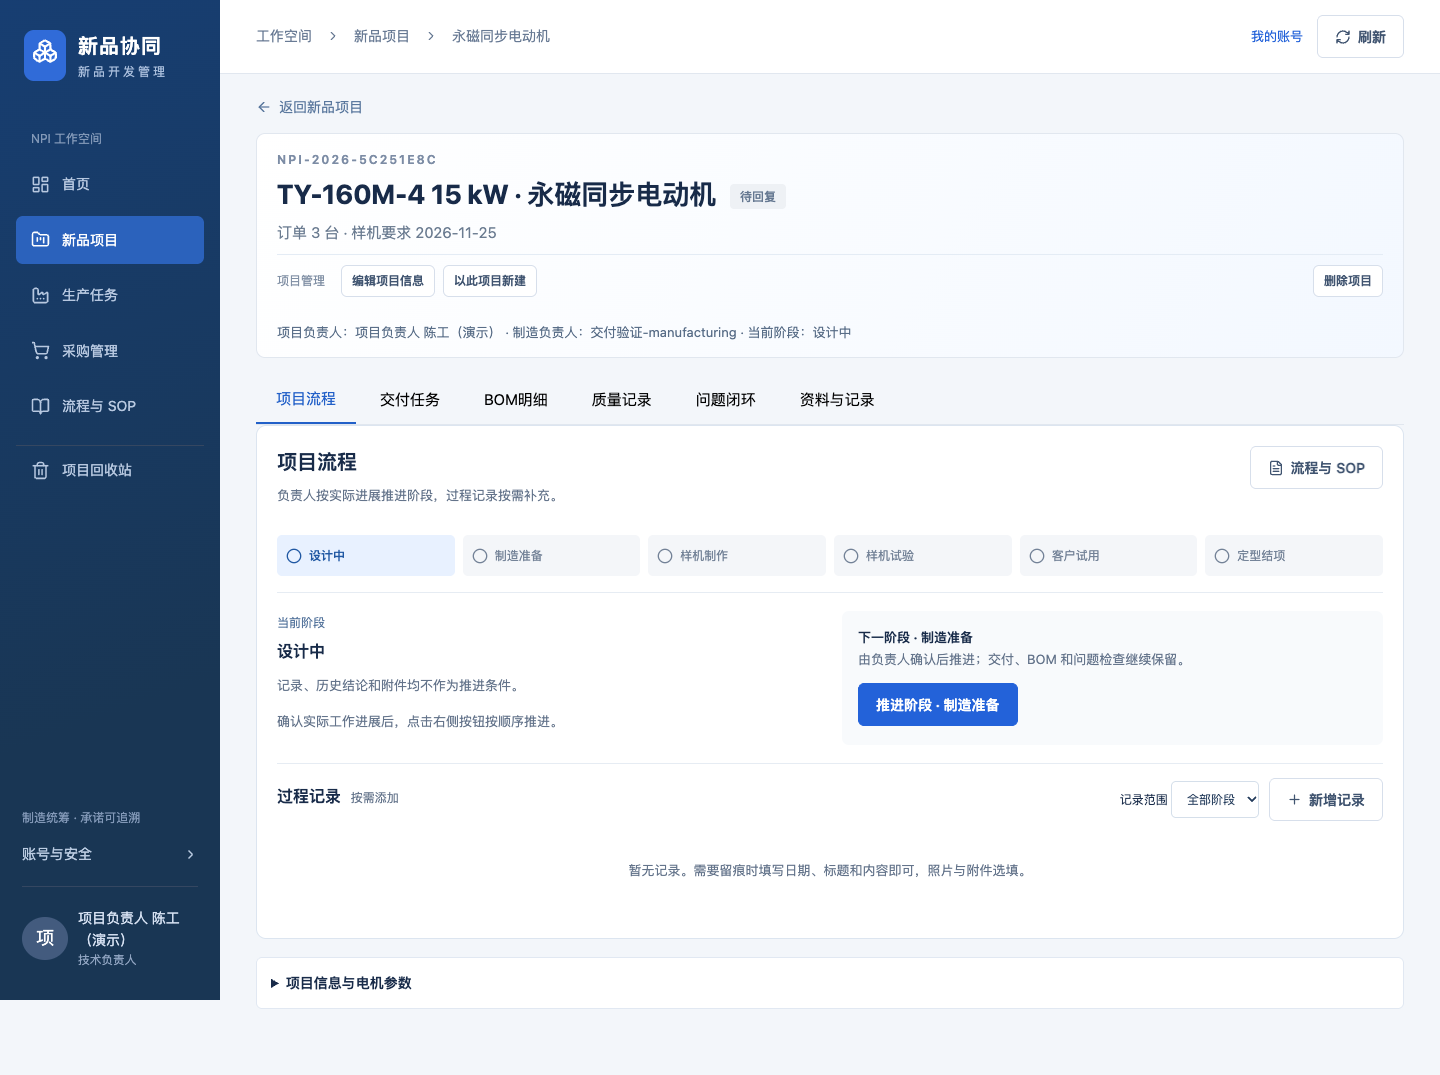 新品协同
新品开发管理
NPI 工作空间
首页
新品项目
生产任务
采购管理
流程与 SOP
项目回收站
制造统筹 · 承诺可追溯
账号与安全
项
项目负责人 陈工
（演示）
技术负责人
工作空间 > 新品项目 > 永磁同步电动机
我的账号
刷新
返回新品项目
NPI-2026-5C251E8C
TY-160M-4 15 kW · 永磁同步电动机
待回复
订单 3 台 · 样机要求 2026-11-25
项目管理
编辑项目信息
以此项目新建
删除项目
项目负责人：项目负责人 陈工（演示） · 制造负责人：交付验证-manufacturing · 当前阶段：设计中
项目流程
交付任务
BOM明细
质量记录
问题闭环
资料与记录
项目流程
流程与 SOP
负责人按实际进展推进阶段，过程记录按需补充。
设计中
制造准备
样机制作
样机试验
客户试用
定型结项
当前阶段
设计中
记录、历史结论和附件均不作为推进条件。
确认实际工作进展后，点击右侧按钮按顺序推进。
下一阶段 · 制造准备
由负责人确认后推进；交付、BOM 和问题检查继续保留。
推进阶段 · 制造准备
过程记录
按需添加
记录范围
全部阶段
新增记录
暂无记录。需要留痕时填写日期、标题和内容即可，照片与附件选填。
项目信息与电机参数